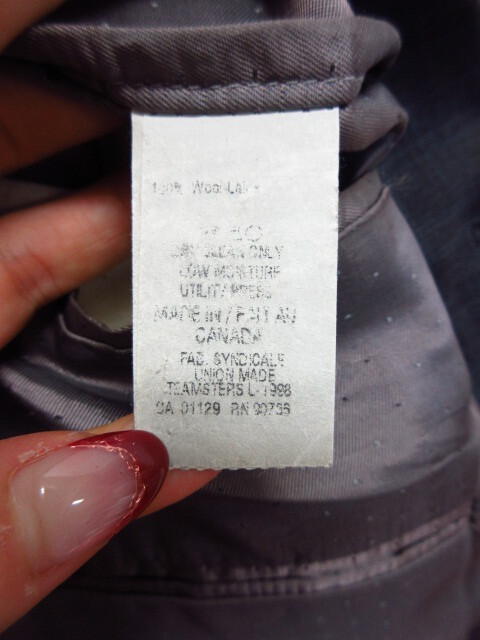 100% Wool-Laine
DRY CLEAN ONLY
LOW MOISTURE
UTILITY PRESS
MADE IN / FAIT AU
CANADA
FAB. SYNDICALE
UNION MADE
TEAMSTERS L-1998
CA 01129 RN 90756